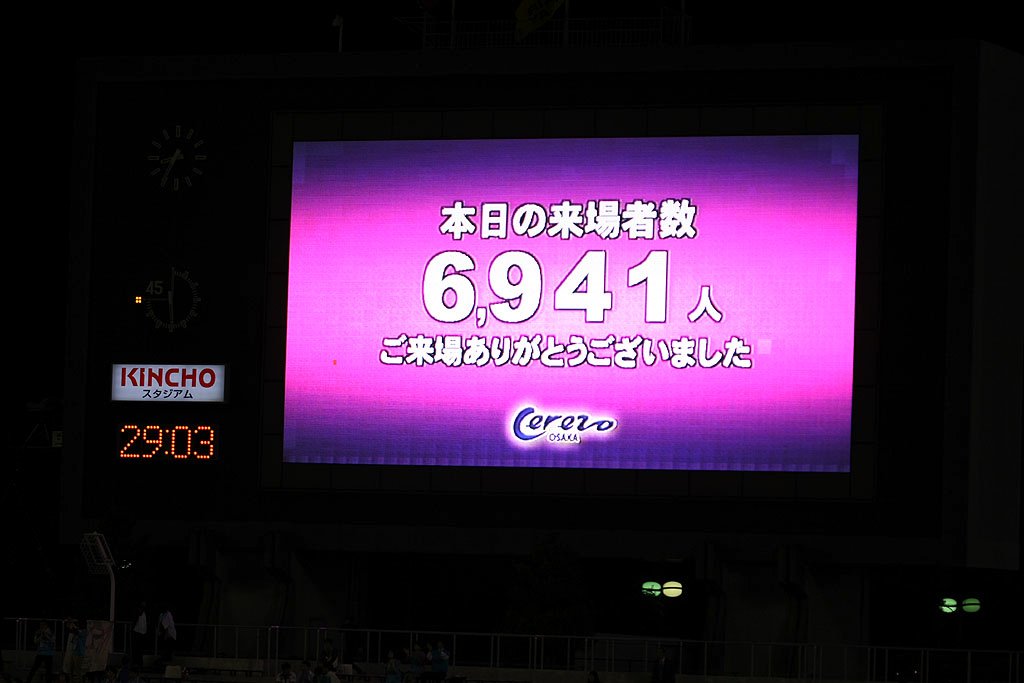 本日の来場者数
6,941人
ご来場ありがとうございました
Cerezo
OSAKA
45
KINCHO
スタジアム
29:03